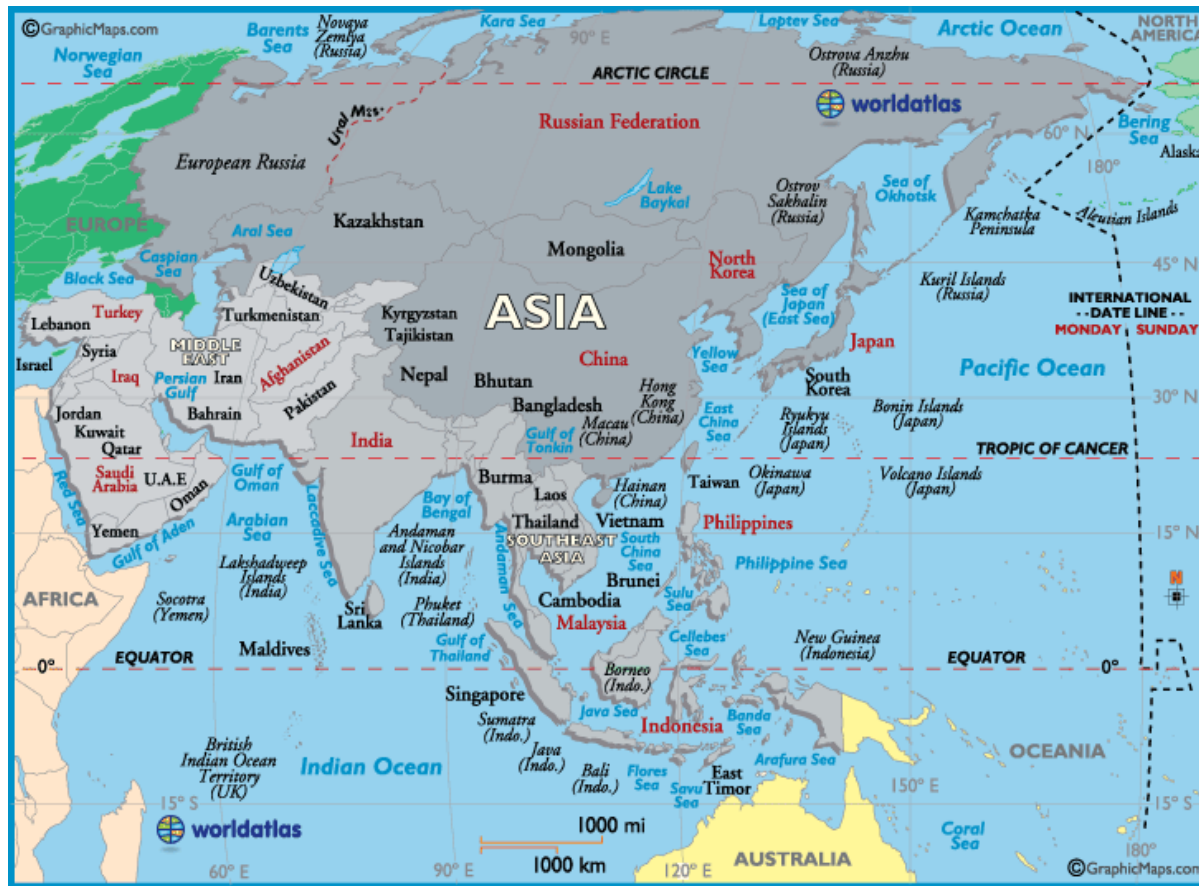 ©GraphicMaps.com
Norwegian
Sea
Barents
Sea
Novaya
Zemlya
(Russia)
Kara Sea
90° E
Laptev Sea
Arctic Ocean
NORTH
AMERICA
Ostrova Anzhu
(Russia)
ARCTIC CIRCLE
worldatlas
Ural Mts.
Russian Federation
European Russia
Bering
Sea
60° N
180°
Alaska
EUROPE
Lake
Baykal
Ostrov
Sakhalin
(Russia)
Sea of
Okhotsk
Kamchatka
Peninsula
Aleutian Islands
Aral Sea
Kazakhstan
Mongolia
North
Korea
Caspian
Sea
Black Sea
45° N
Uzbekistan
Kuril Islands
(Russia)
Turkey
Lebanon
Turkmenistan
Kyrgyzstan
Tajikistan
ASIA
Sea of
Japan
(East Sea)
INTERNATIONAL
- - DATE LINE - -
MONDAY
SUNDAY
Syria
MIDDLE
EAST
Afghanistan
China
Yellow
Sea
Japan
Israel
Iraq
Persian
Gulf
Iran
Nepal
Bhutan
South
Korea
Pacific Ocean
Pakistan
Hong
Kong
(China)
30° N
Jordan
Bahrain
Bangladesh
Macau
(China)
East
China
Sea
Ryukyu
Islands
(Japan)
Bonin Islands
(Japan)
Kuwait
Qatar
India
Gulf of
Tonkin
TROPIC OF CANCER
Saudi
Arabia
U.A.E
Oman
Gulf of
Oman
Burma
Laos
Hainan
(China)
Taiwan
Okinawa
(Japan)
Volcano Islands
(Japan)
Red Sea
Laccadive Sea
Bay of
Bengal
Yemen
Gulf of Aden
Arabian
Sea
Andaman
and Nicobar
Islands
(India)
Andaman Sea
Thailand
Vietnam
Philippines
15° N
SOUTHEAST
ASIA
South
China
Sea
Lakshadweep
Islands
(India)
Philippine Sea
N
AFRICA
Socotra
(Yemen)
Sri
Lanka
Phuket
(Thailand)
Brunei
Sulu
Sea
Cambodia
Malaysia
Maldives
Gulf of
Thailand
Cellebes
Sea
New Guinea
(Indonesia)
0°
EQUATOR
EQUATOR
0°
Borneo
(Indo.)
Singapore
Sumatra
(Indo.)
Java Sea
Indonesia
Banda
Sea
British
Indian Ocean
Territory
(UK)
Indian Ocean
Java
(Indo.)
Bali
(Indo.)
Flores
Sea
Savu
Sea
East
Timor
Arafura Sea
OCEANIA
15° S
150° E
15° S
worldatlas
1000 mi
1000 km
Coral
Sea
60° E
90° E
120° E
AUSTRALIA
180°
©GraphicMaps.com